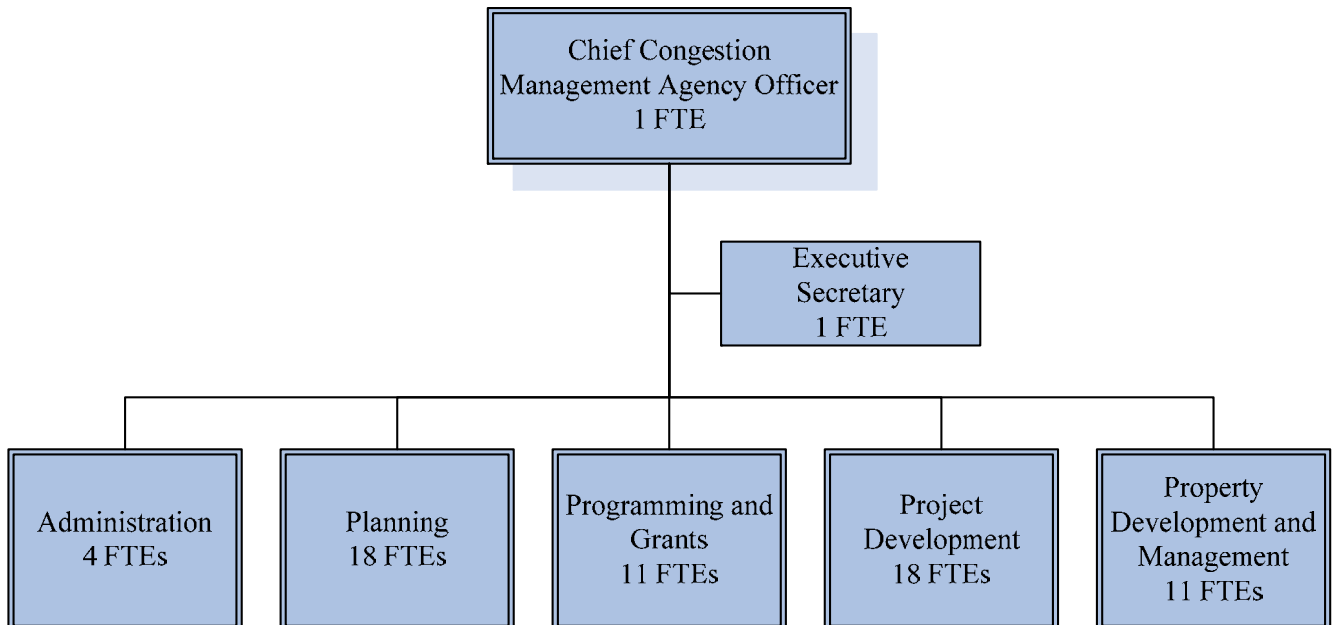 Chief Congestion
Management Agency Officer
1 FTE
Executive
Secretary
1 FTE
Administration
4 FTEs
Planning
18 FTEs
Programming and
Grants
11 FTEs
Project
Development
18 FTEs
Property
Development and
Management
11 FTEs